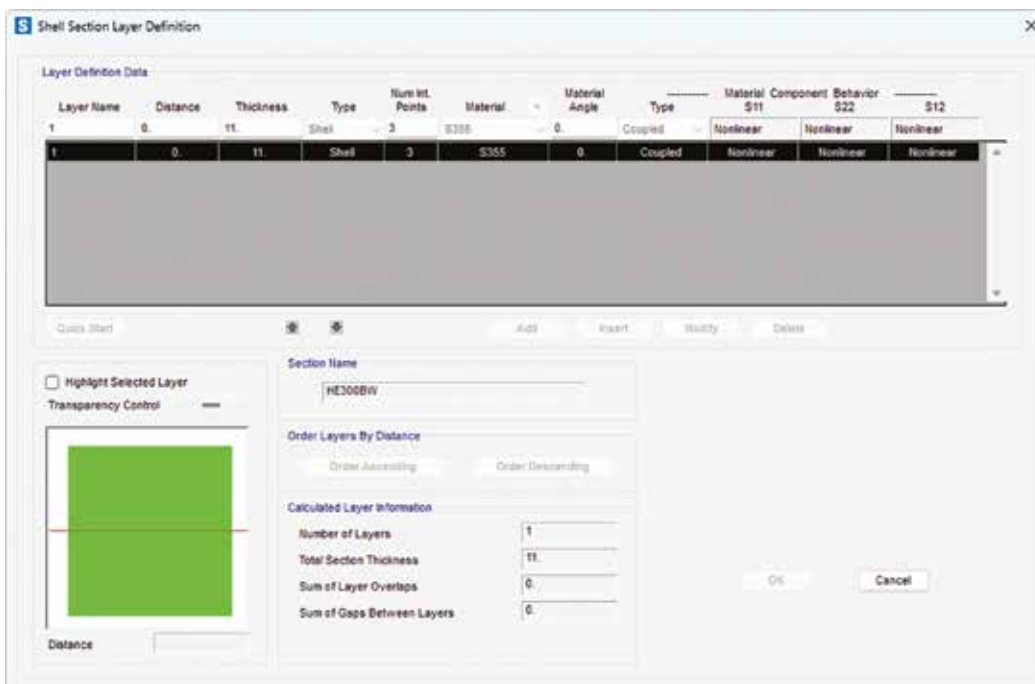 S Shell Section Layer Definition
Layer Definition Data
Num Int. Material Material Component Behavior
Layer Name Distance Thickness Type Points Material Angle Type S11 S22 S12
1 0. 11. Shell 3 S355 0. Coupled Nonlinear Nonlinear Nonlinear
1 0. 11. Shell 3 S355 0. Coupled Nonlinear Nonlinear Nonlinear
Quick Start Add Insert Modify Delete
Highlight Selected Layer
Transparency Control
Distance
Section Name
HE300BW
Order Layers By Distance
Order Ascending Order Descending
Calculated Layer Information
Number of Layers 1
Total Section Thickness 11.
Sum of Layer Overlaps 0.
Sum of Gaps Between Layers 0.
OK Cancel